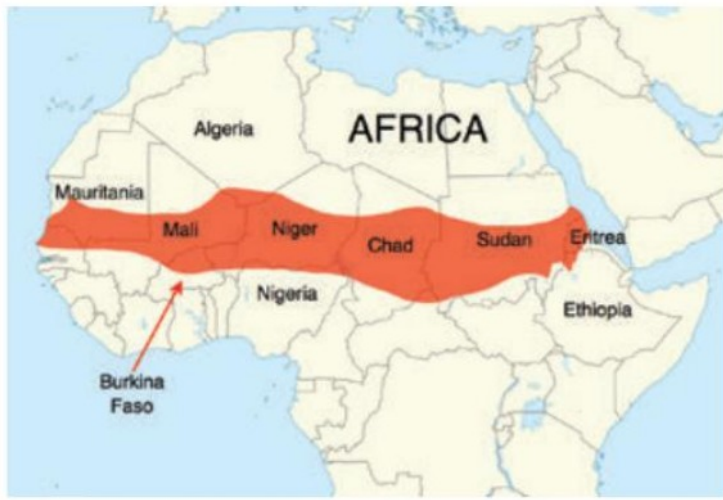 Algeria
AFRICA
Mauritania
Mali
Niger
Chad
Sudan
Eritrea
Nigeria
Ethiopia
Burkina
Faso